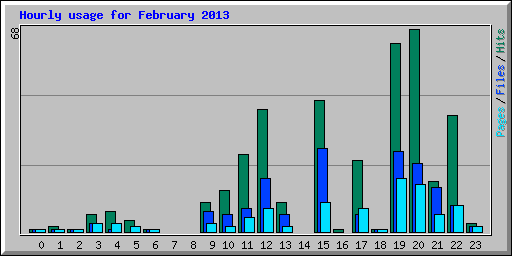 Hourly usage for February 2013
68
Pages/Files/Hits
0 1 2 3 4 5 6 7 8 9 10 11 12 13 14 15 16 17 18 19 20 21 22 23